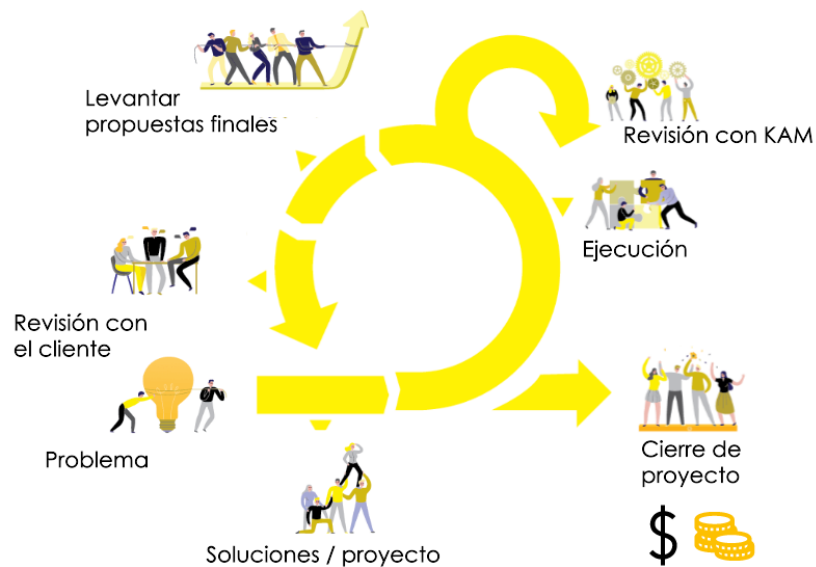 Levantar
propuestas finales
Revisión con KAM
Ejecución
Revisión con
el cliente
Problema
Soluciones / proyecto
Cierre de
proyecto
$